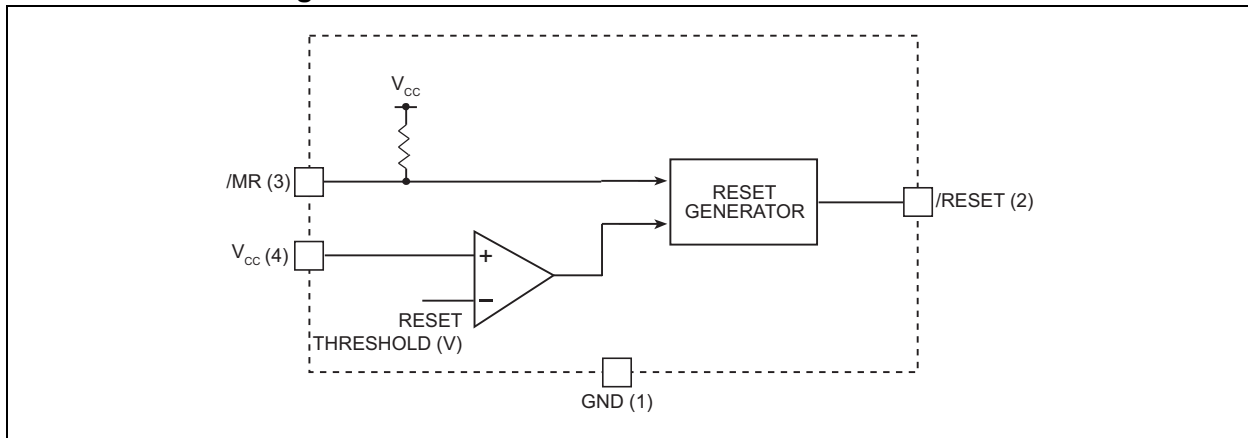 V_CC
/MR (3)
RESET
GENERATOR
/RESET (2)
V_CC (4)
+
−
RESET
THRESHOLD (V)
GND (1)